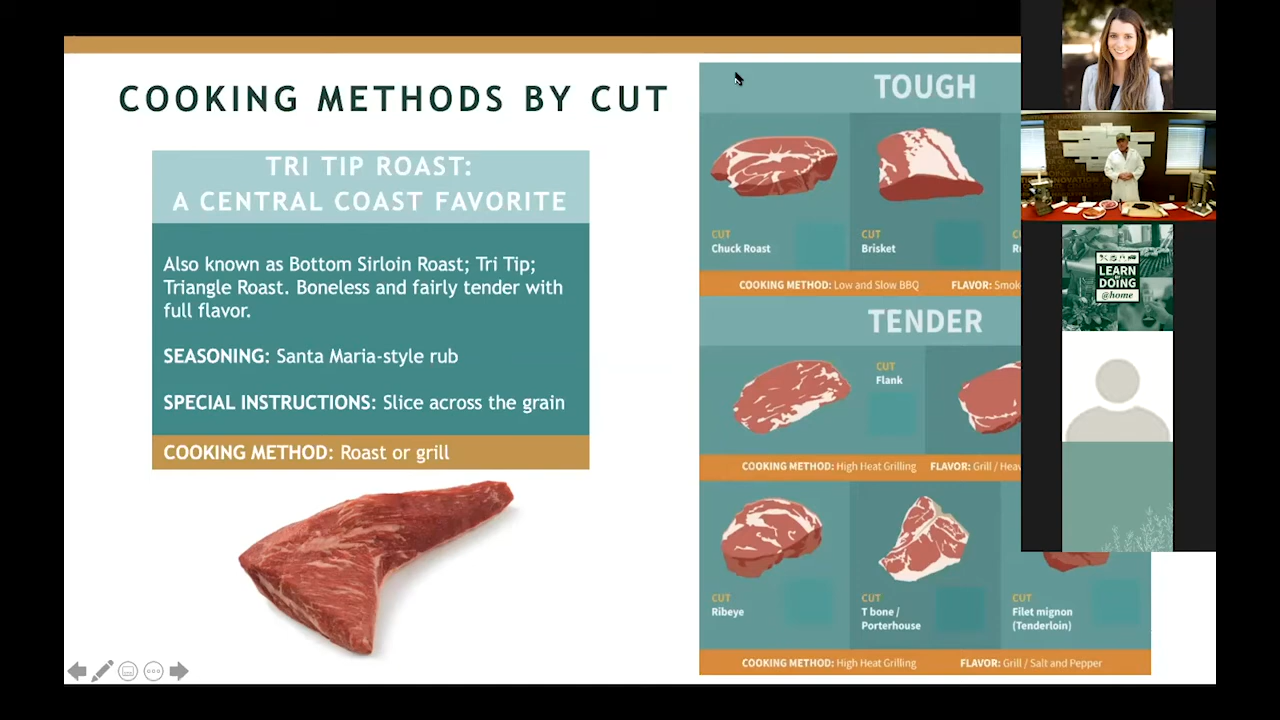 COOKING METHODS BY CUT
TRI TIP ROAST:
A CENTRAL COAST FAVORITE
Also known as Bottom Sirloin Roast; Tri Tip;
Triangle Roast. Boneless and fairly tender with
full flavor.
SEASONING: Santa Maria-style rub
SPECIAL INSTRUCTIONS: Slice across the grain
COOKING METHOD: Roast or grill
TOUGH
CUT
Chuck Roast
CUT
Brisket
COOKING METHOD: Low and Slow BBQ
FLAVOR:
TENDER
CUT
Flank
COOKING METHOD: High Heat Grilling
FLAVOR: Grill /
CUT
Ribeye
CUT
T bone /
Porterhouse
CUT
Filet mignon
(Tenderloin)
COOKING METHOD: High Heat Grilling
FLAVOR: Grill / Salt and Pepper
LEARN
BY
DOING
@home